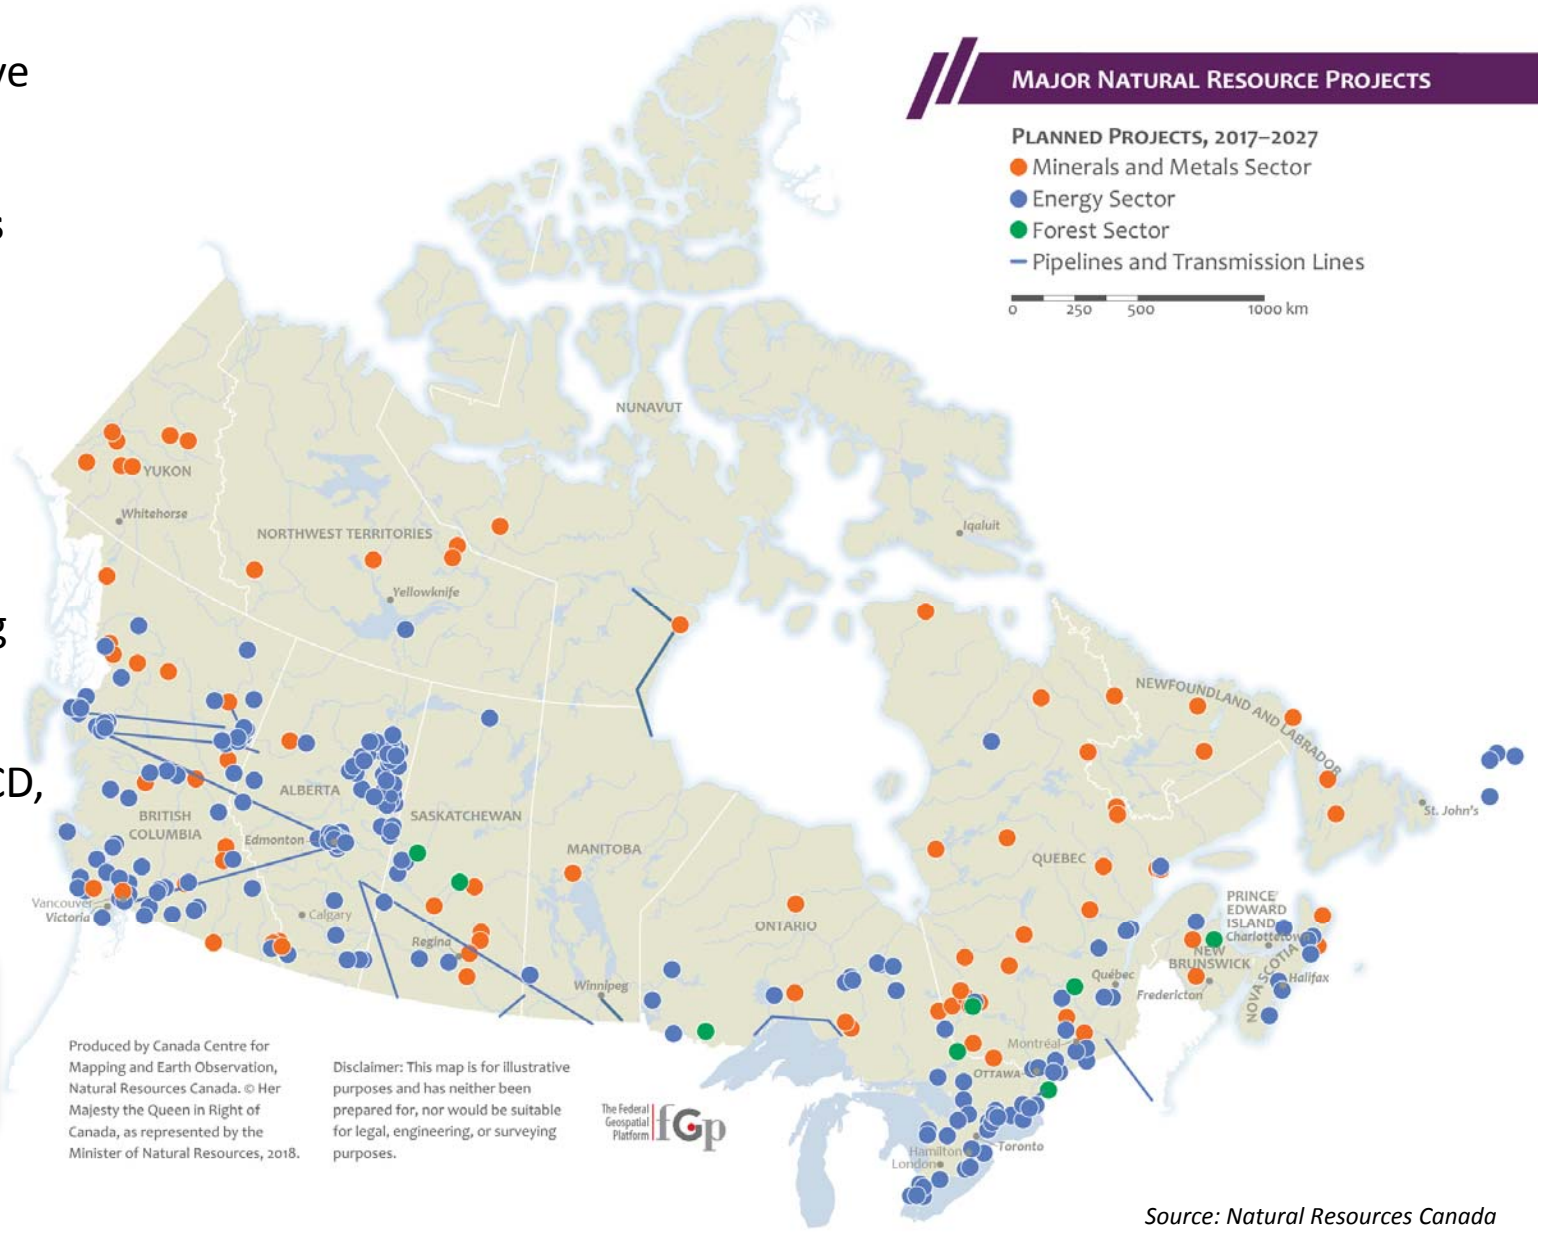 ve
s
g
CD,
MAJOR NATURAL RESOURCE PROJECTS
PLANNED PROJECTS, 2017–2027
Minerals and Metals Sector
Energy Sector
Forest Sector
Pipelines and Transmission Lines
0 250 500 1000 km
NUNAVUT
YUKON
Whitehorse
NORTHWEST TERRITORIES
Iqaluit
Yellowknife
NEWFOUNDLAND AND LABRADOR
ALBERTA
BRITISH
COLUMBIA
SASKATCHEWAN
St. John's
Edmonton
MANITOBA
QUEBEC
Vancouver
Victoria
Calgary
ONTARIO
PRINCE
EDWARD
ISLAND
Charlottetown
Regina
NEW
BRUNSWICK
NOVA SCOTIA
Québec
Halifax
Winnipeg
Fredericton
Montréal
OTTAWA
Toronto
Hamilton
London
Produced by Canada Centre for
Mapping and Earth Observation,
Natural Resources Canada. © Her
Majesty the Queen in Right of
Canada, as represented by the
Minister of Natural Resources, 2018.
Disclaimer: This map is for illustrative
purposes and has neither been
prepared for, nor would be suitable
for legal, engineering, or surveying
purposes.
The Federal
Geospatial
Platform
fGp
Source: Natural Resources Canada